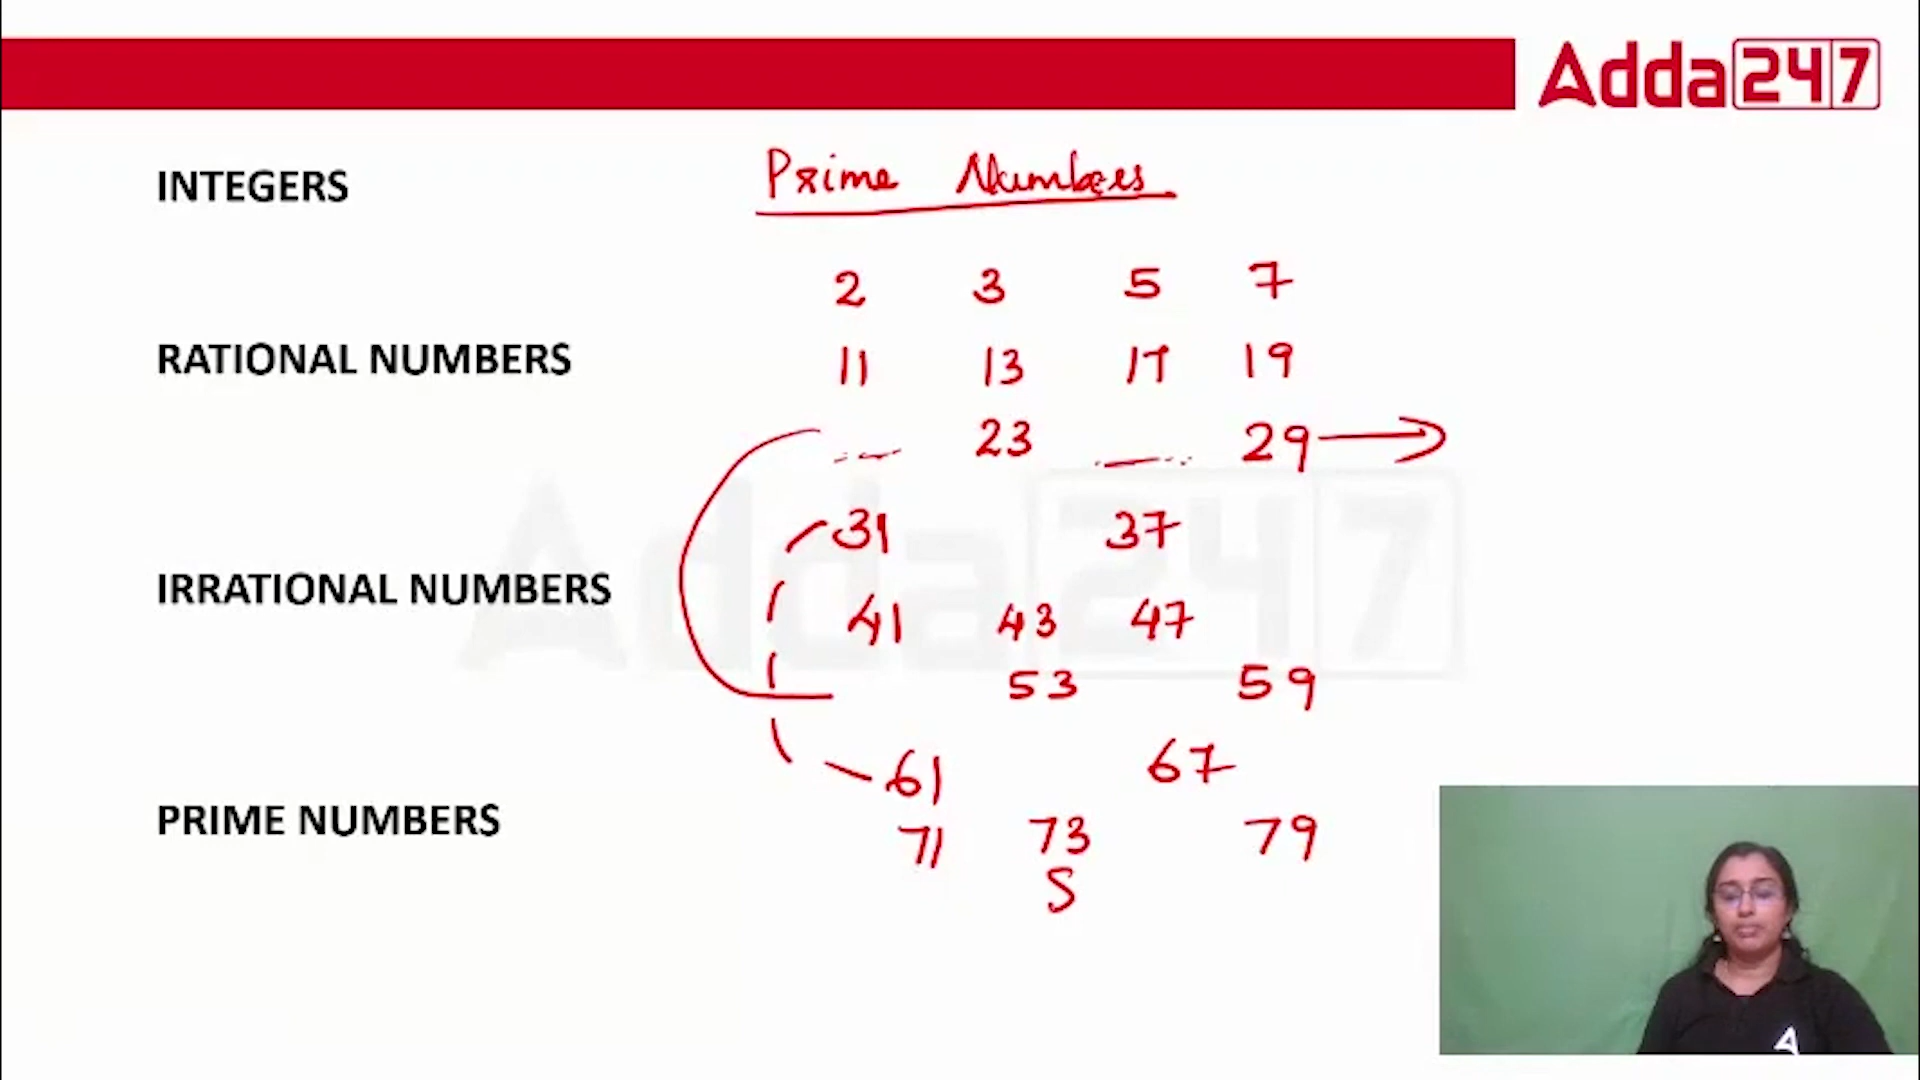 Adda247
INTEGERS
Prime Numbers
2 3 5 7
RATIONAL NUMBERS
11 13 17 19
23 29
31 37
IRRATIONAL NUMBERS
41 43 47
53 59
61 67
PRIME NUMBERS
71 73 79
S
Adda247